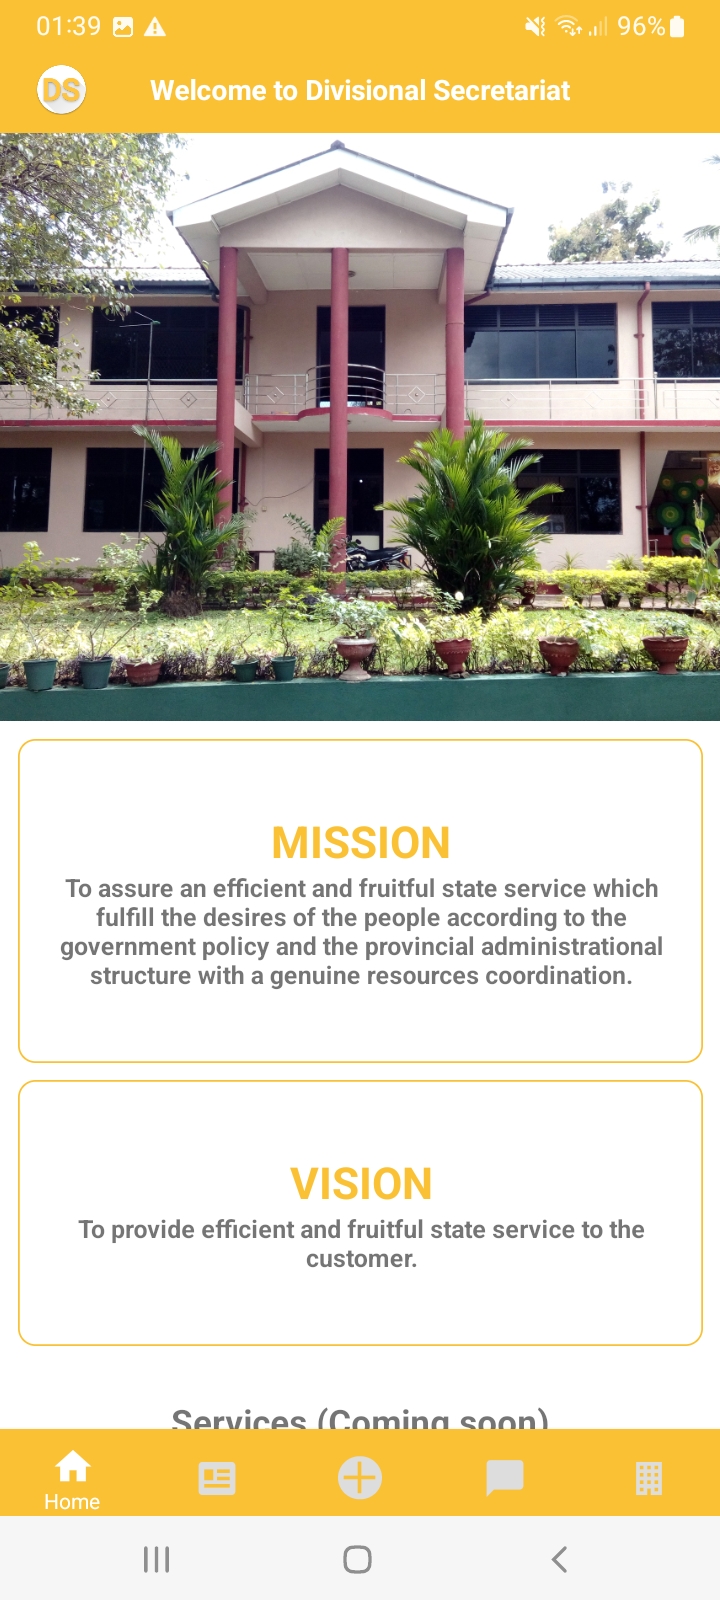 01:39 96%
DS Welcome to Divisional Secretariat
MISSION
To assure an efficient and fruitful state service which
fulfill the desires of the people according to the
government policy and the provincial administrational
structure with a genuine resources coordination.
VISION
To provide efficient and fruitful state service to the
customer.
Services (Coming soon)
Home